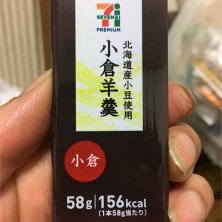 7
ELEVEN
SEVEN&i
PREMIUM
北海道産小豆使用
小倉羊羹
小倉
58g 156kcal
(1本58g当たり)